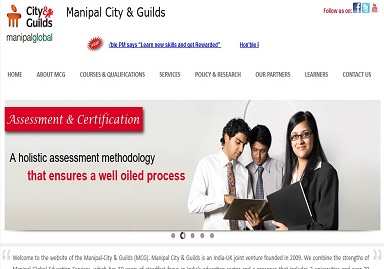 City &
Guilds
manipalglobal
Manipal City & Guilds
Follow us on:
'ble PM says "Learn new skills and get Rewarded" Hon'ble P
HOME ABOUT MCG COURSES & QUALIFICATIONS SERVICES POLICY & RESEARCH OUR PARTNERS LEARNERS CONTACT US
Assessment & Certification
A holistic assessment methodology
that ensures a well oiled process
Welcome to the website of the Manipal-City & Guilds (MCG). Manipal City & Guilds is an India-UK joint venture founded in 2009. We combine the strengths of